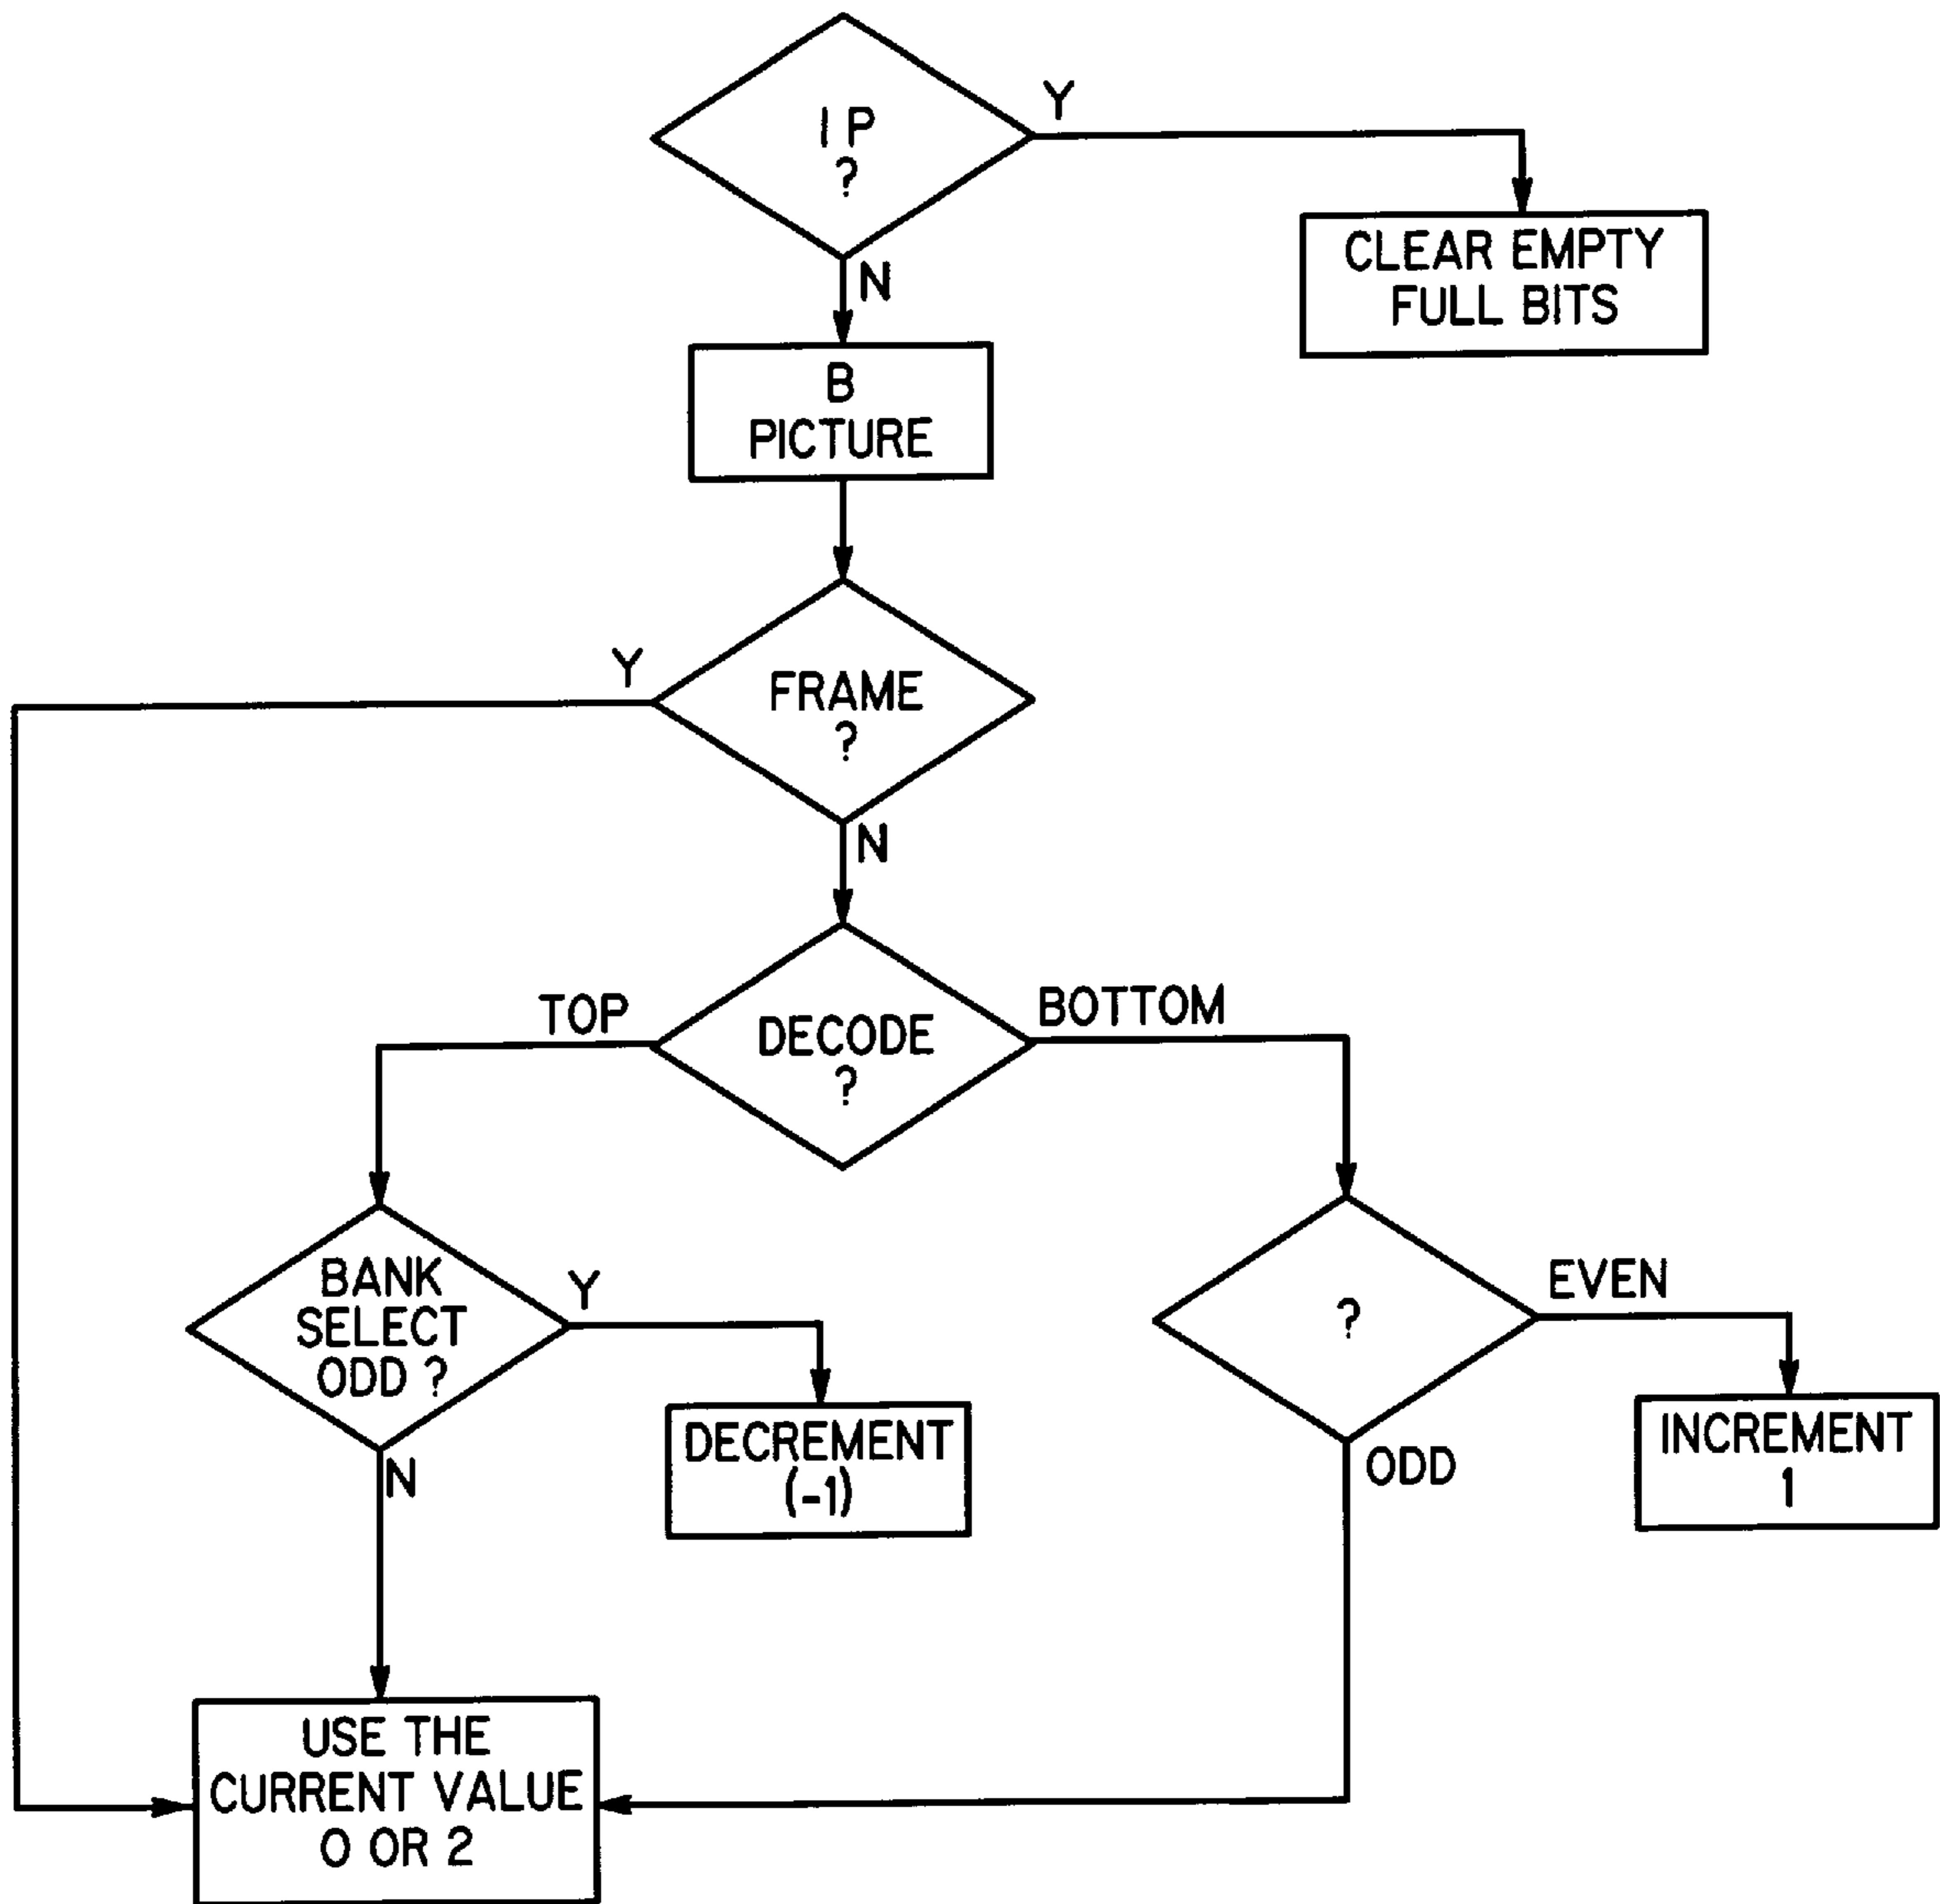 I P
?
Y
CLEAR EMPTY
FULL BITS
N
B
PICTURE
Y
FRAME
?
N
TOP
DECODE
?
BOTTOM
BANK
SELECT
ODD ?
Y
N
DECREMENT
(-1)
?
EVEN
ODD
INCREMENT
1
USE THE
CURRENT VALUE
0 OR 2